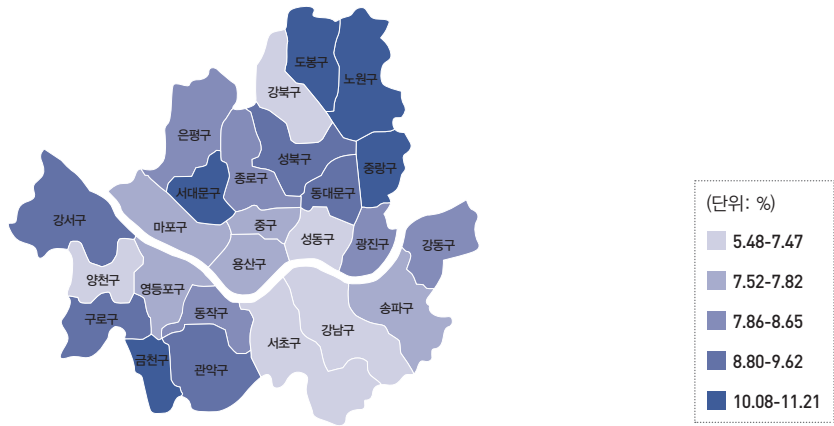 도봉구
노원구
강북구
은평구
성북구
중랑구
종로구
서대문구
동대문구
강서구
마포구
중구
성동구
광진구
강동구
용산구
양천구
영등포구
송파구
구로구
동작구
서초구
강남구
금천구
관악구
(단위: %)
5.48-7.47
7.52-7.82
7.86-8.65
8.80-9.62
10.08-11.21